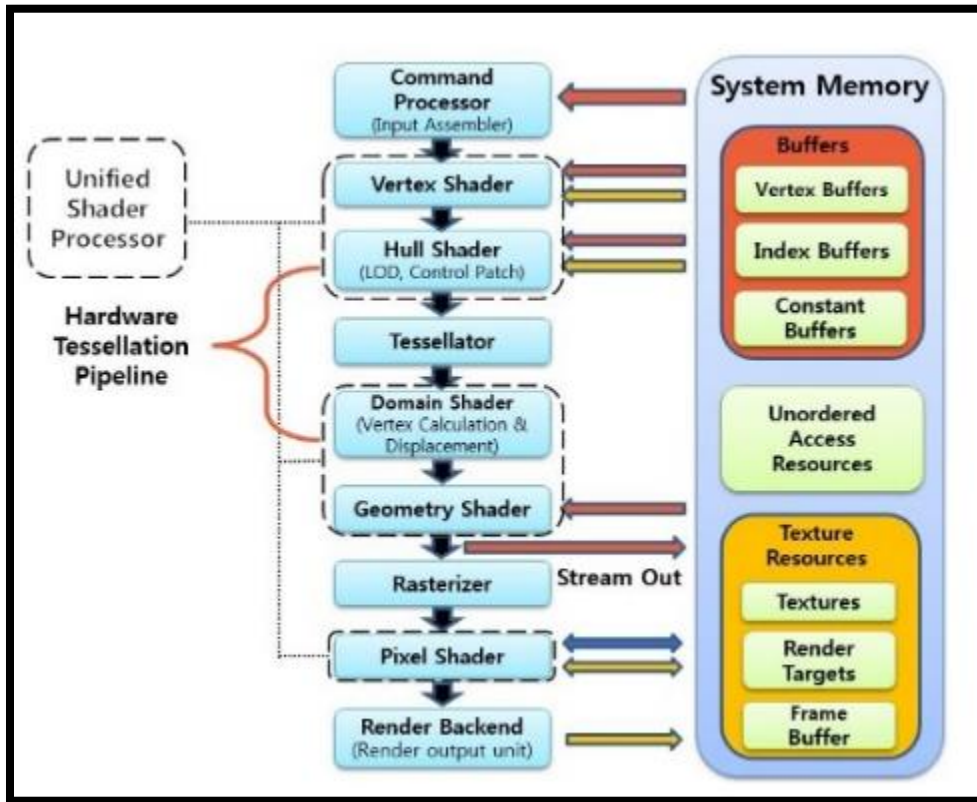 Command
Processor
(Input Assembler)
Vertex Shader
Hull Shader
(LOD, Control Patch)
Tessellator
Domain Shader
(Vertex Calculation &
Displacement)
Geometry Shader
Stream Out
Rasterizer
Pixel Shader
Render Backend
(Render output unit)
Unified
Shader
Processor
Hardware
Tessellation
Pipeline
System Memory
Buffers
Vertex Buffers
Index Buffers
Constant
Buffers
Unordered
Access
Resources
Texture
Resources
Textures
Render
Targets
Frame
Buffer